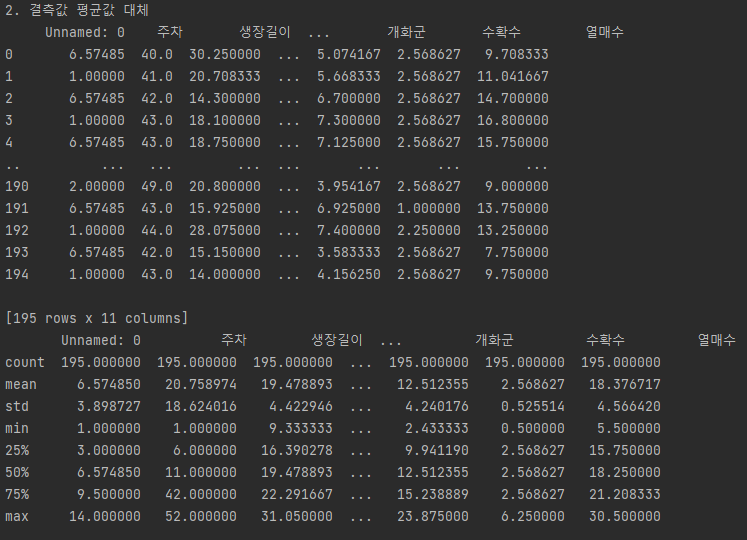 2. 결측값 평균값 대체
Unnamed: 0 주차 생장길이 ... 개화군 수확수 열매수
0 6.57485 40.0 30.250000 ... 5.074167 2.568627 9.708333
1 1.00000 41.0 20.708333 ... 5.668333 2.568627 11.041667
2 6.57485 42.0 14.300000 ... 6.700000 2.568627 14.700000
3 1.00000 43.0 18.100000 ... 7.300000 2.568627 16.800000
4 6.57485 43.0 18.750000 ... 7.125000 2.568627 15.750000
.. ... ... ... ... ... ... ...
190 2.00000 49.0 20.800000 ... 3.954167 2.568627 9.000000
191 6.57485 43.0 15.925000 ... 6.925000 1.000000 13.750000
192 1.00000 44.0 28.075000 ... 7.400000 2.250000 13.250000
193 6.57485 42.0 15.150000 ... 3.583333 2.568627 7.750000
194 1.00000 43.0 14.000000 ... 4.156250 2.568627 9.750000
[195 rows x 11 columns]
Unnamed: 0 주차 생장길이 ... 개화군 수확수 열매수
count 195.000000 195.000000 195.000000 ... 195.000000 195.000000 195.000000
mean 6.574850 20.758974 19.478893 ... 12.512355 2.568627 18.376717
std 3.898727 18.624016 4.422946 ... 4.240176 0.525514 4.566420
min 1.000000 1.000000 9.333333 ... 2.433333 0.500000 5.500000
25% 3.000000 6.000000 16.390278 ... 9.941190 2.568627 15.750000
50% 6.574850 11.000000 19.478893 ... 12.512355 2.568627 18.250000
75% 9.500000 42.000000 22.291667 ... 15.238889 2.568627 21.208333
max 14.000000 52.000000 31.050000 ... 23.875000 6.250000 30.500000